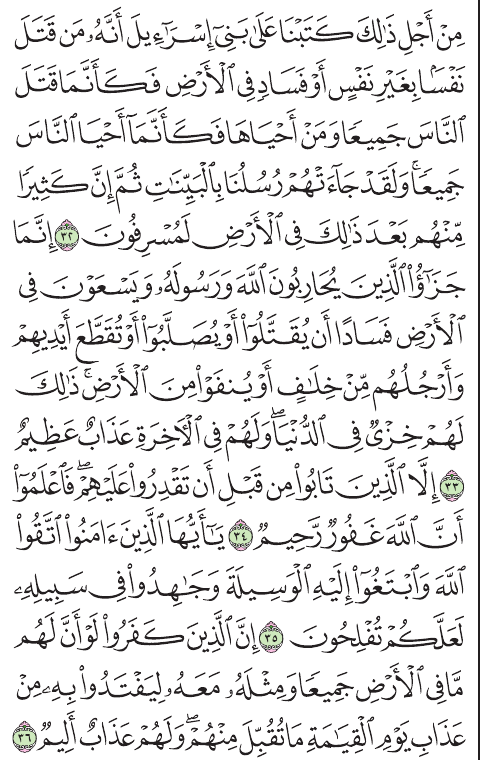 مِنْ أَجْلِ ذَٰلِكَ كَتَبْنَا عَلَىٰ بَنِىٓ إِسْرَٰٓءِيلَ أَنَّهُۥ مَن قَتَلَ
نَفْسًۢا بِغَيْرِ نَفْسٍ أَوْ فَسَادٍ فِى ٱلْأَرْضِ فَكَأَنَّمَا قَتَلَ
ٱلنَّاسَ جَمِيعًا وَمَنْ أَحْيَاهَا فَكَأَنَّمَآ أَحْيَا ٱلنَّاسَ
جَمِيعًا ۚ وَلَقَدْ جَآءَتْهُمْ رُسُلُنَا بِٱلْبَيِّنَٰتِ ثُمَّ إِنَّ كَثِيرًا
مِّنْهُم بَعْدَ ذَٰلِكَ فِى ٱلْأَرْضِ لَمُسْرِفُونَ ٣٢ إِنَّمَا
جَزَٰٓؤُا۟ ٱلَّذِينَ يُحَارِبُونَ ٱللَّهَ وَرَسُولَهُۥ وَيَسْعَوْنَ فِى
ٱلْأَرْضِ فَسَادًا أَن يُقَتَّلُوٓا۟ أَوْ يُصَلَّبُوٓا۟ أَوْ تُقَطَّعَ أَيْدِيهِمْ
وَأَرْجُلُهُم مِّنْ خِلَٰفٍ أَوْ يُنفَوْا۟ مِنَ ٱلْأَرْضِ ۚ ذَٰلِكَ
لَهُمْ خِزْىٌ فِى ٱلدُّنْيَا ۖ وَلَهُمْ فِى ٱلْءَاخِرَةِ عَذَابٌ عَظِيمٌ
٣٣ إِلَّا ٱلَّذِينَ تَابُوا۟ مِن قَبْلِ أَن تَقْدِرُوا۟ عَلَيْهِمْ ۖ فَٱعْلَمُوٓا۟
أَنَّ ٱللَّهَ غَفُورٌ رَّحِيمٌ ٣٤ يَٰٓأَيُّهَا ٱلَّذِينَ ءَامَنُوا۟ ٱتَّقُوا۟
ٱللَّهَ وَٱبْتَغُوٓا۟ إِلَيْهِ ٱلْوَسِيلَةَ وَجَٰهِدُوا۟ فِى سَبِيلِهِۦ
لَعَلَّكُمْ تُفْلِحُونَ ٣٥ إِنَّ ٱلَّذِينَ كَفَرُوا۟ لَوْ أَنَّ لَهُم
مَّا فِى ٱلْأَرْضِ جَمِيعًا وَمِثْلَهُۥ مَعَهُۥ لِيَفْتَدُوا۟ بِهِۦ مِنْ
عَذَابِ يَوْمِ ٱلْقِيَٰمَةِ مَا تُقُبِّلَ مِنْهُمْ ۖ وَلَهُمْ عَذَابٌ أَلِيمٌ ٣٦